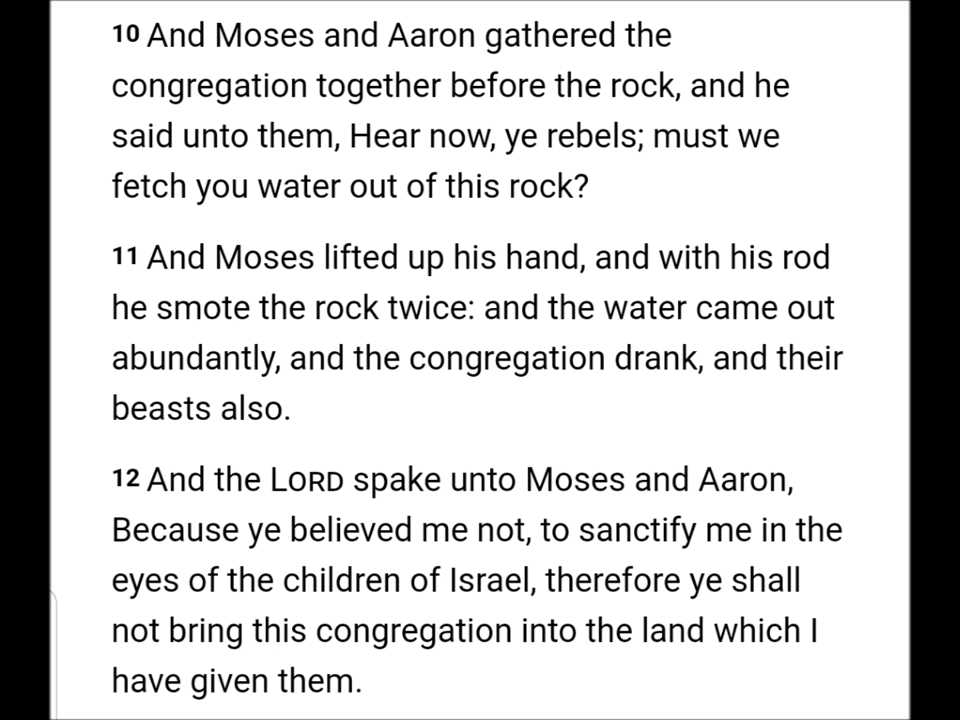 10 And Moses and Aaron gathered the
congregation together before the rock, and he
said unto them, Hear now, ye rebels; must we
fetch you water out of this rock?
11 And Moses lifted up his hand, and with his rod
he smote the rock twice: and the water came out
abundantly, and the congregation drank, and their
beasts also.
12 And the LORD spake unto Moses and Aaron,
Because ye believed me not, to sanctify me in the
eyes of the children of Israel, therefore ye shall
not bring this congregation into the land which I
have given them.